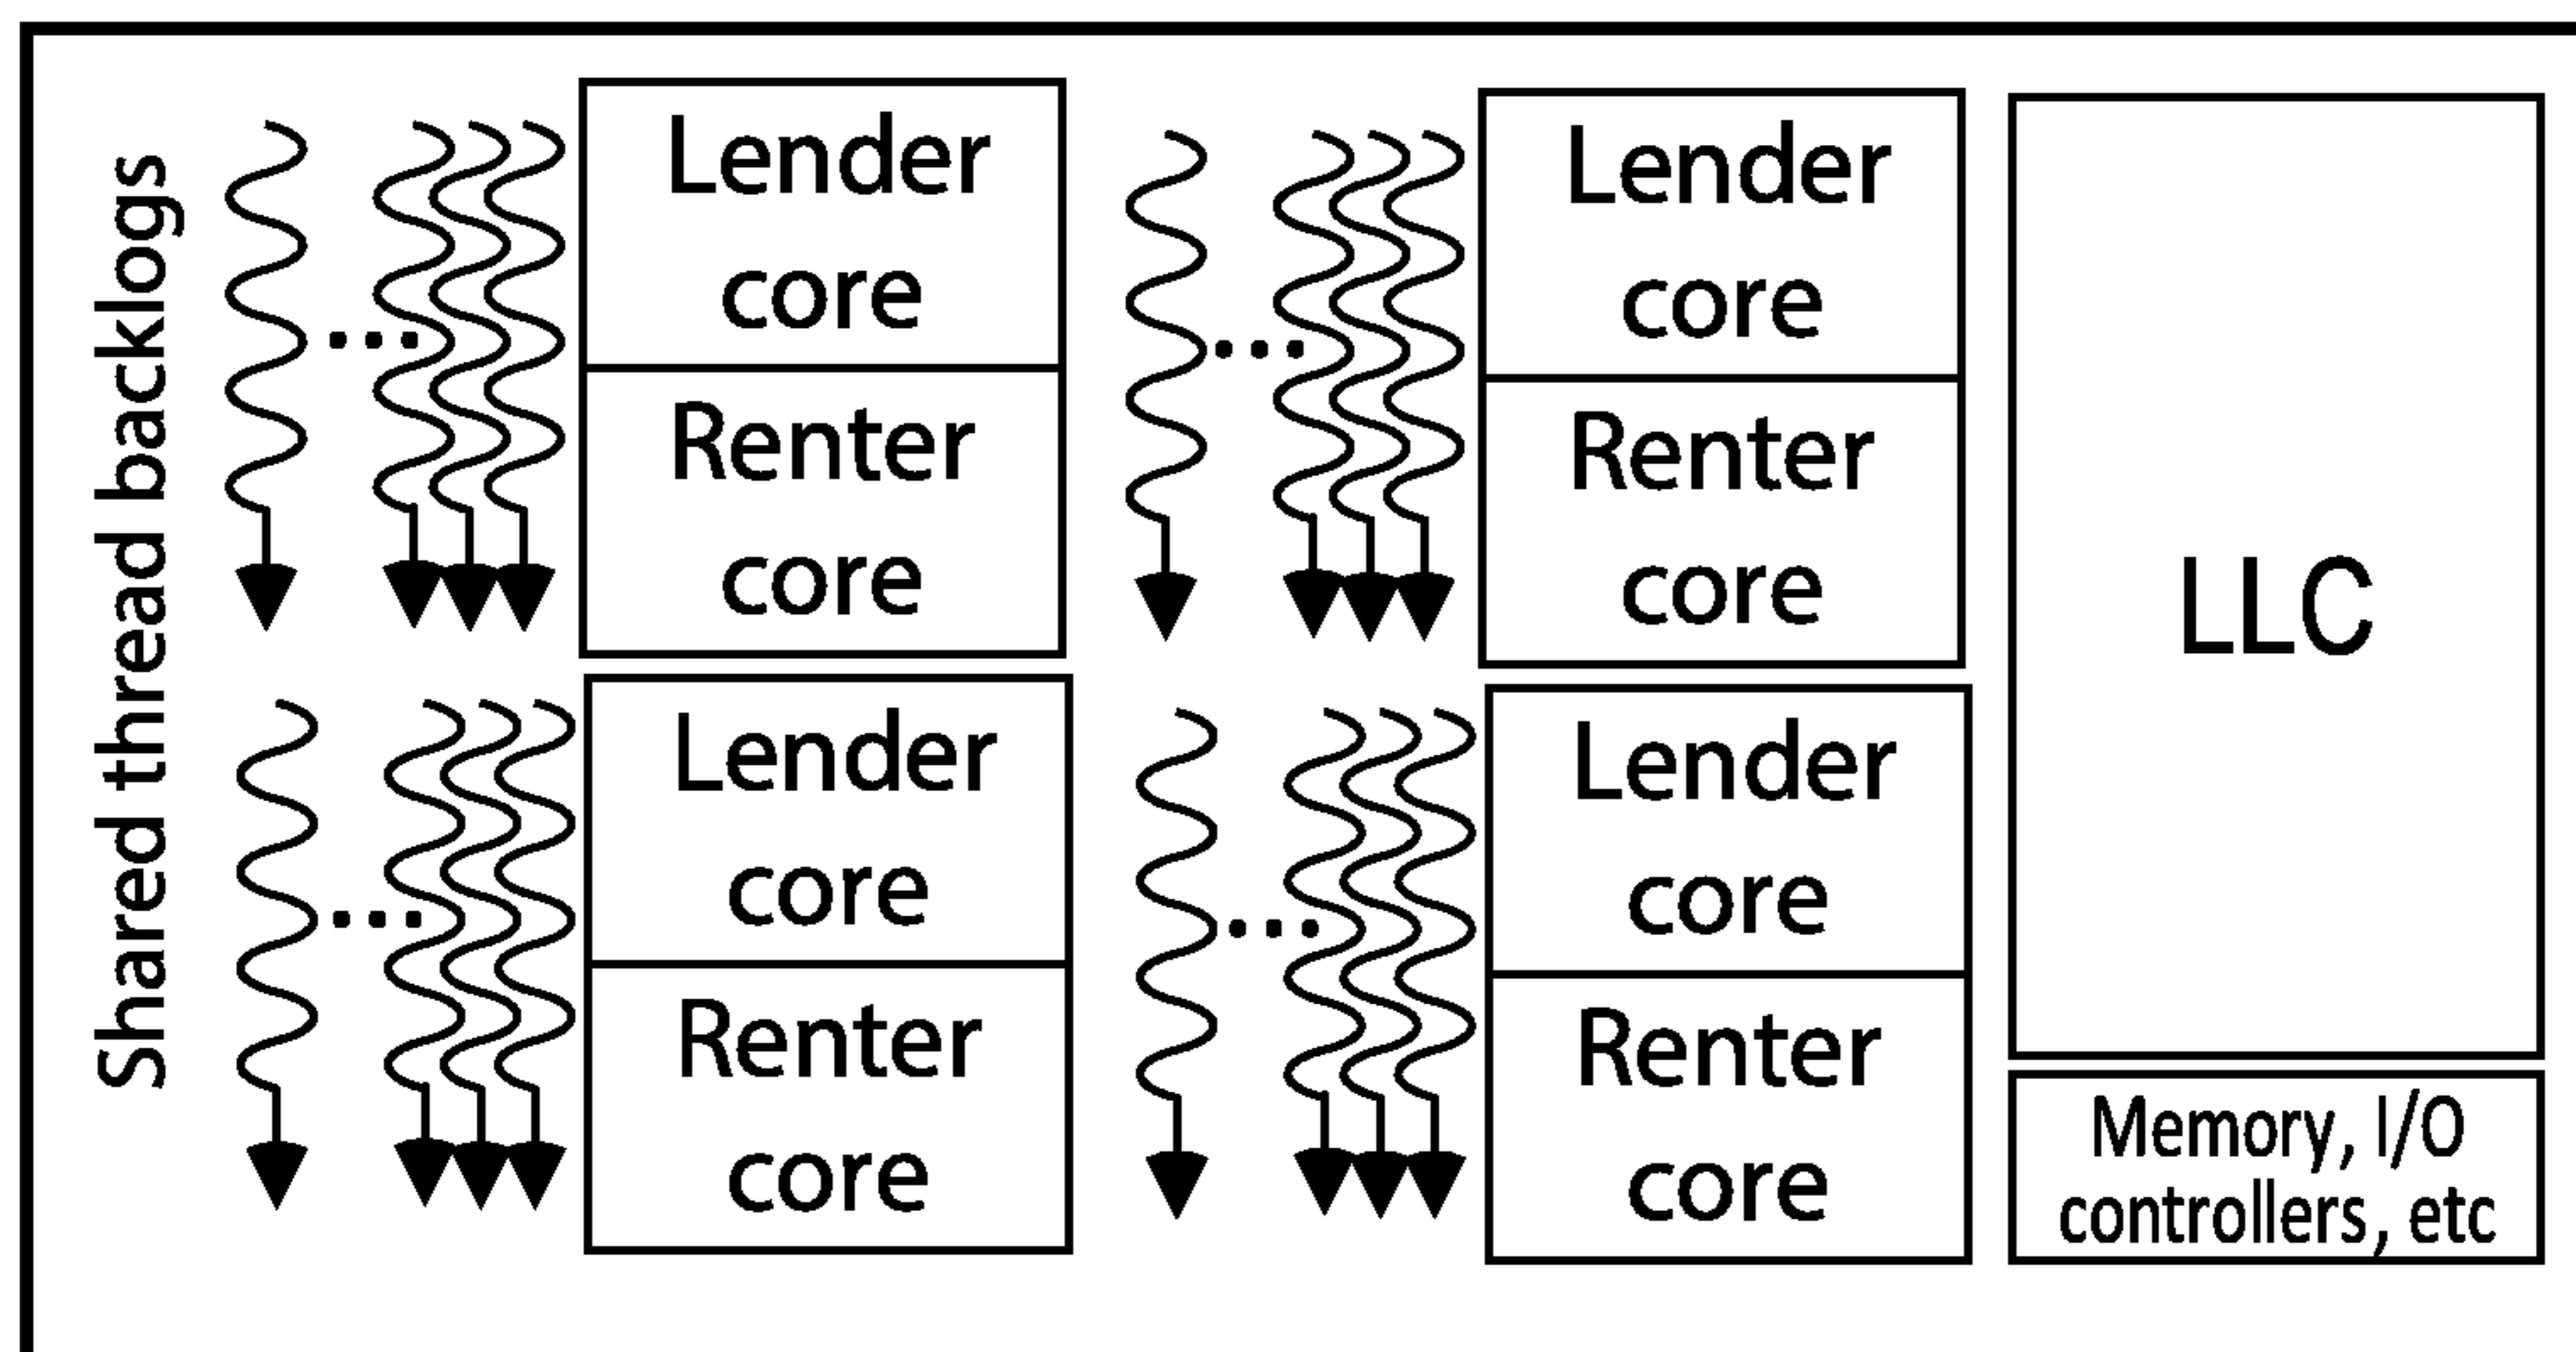 Shared thread backlogs
Lender
core
Renter
core
Lender
core
Renter
core
Lender
core
Renter
core
Lender
core
Renter
core
LLC
Memory, I/O
controllers, etc